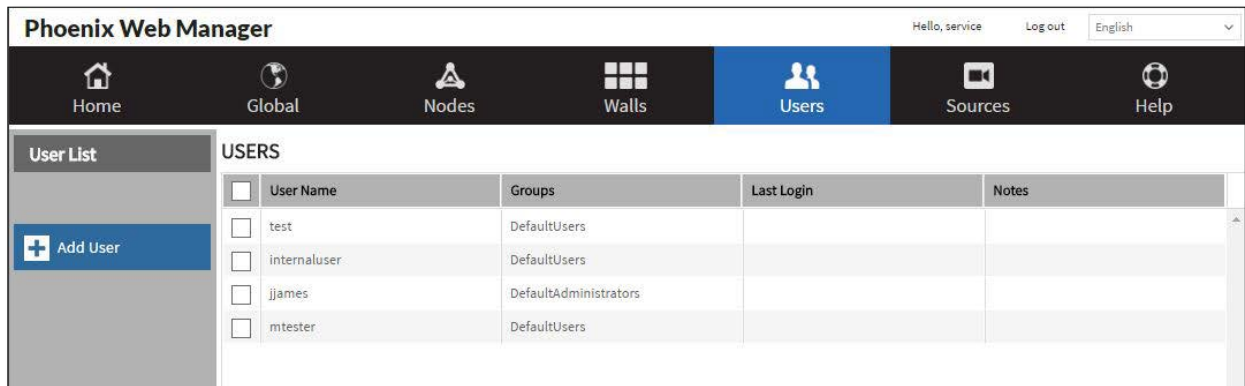 Phoenix Web Manager
Hello, service Log out English
Home Global Nodes Walls Users Sources Help
User List
USERS
User Name Groups Last Login Notes
test DefaultUsers
Add User
internaluser DefaultUsers
jjames DefaultAdministrators
mtester DefaultUsers